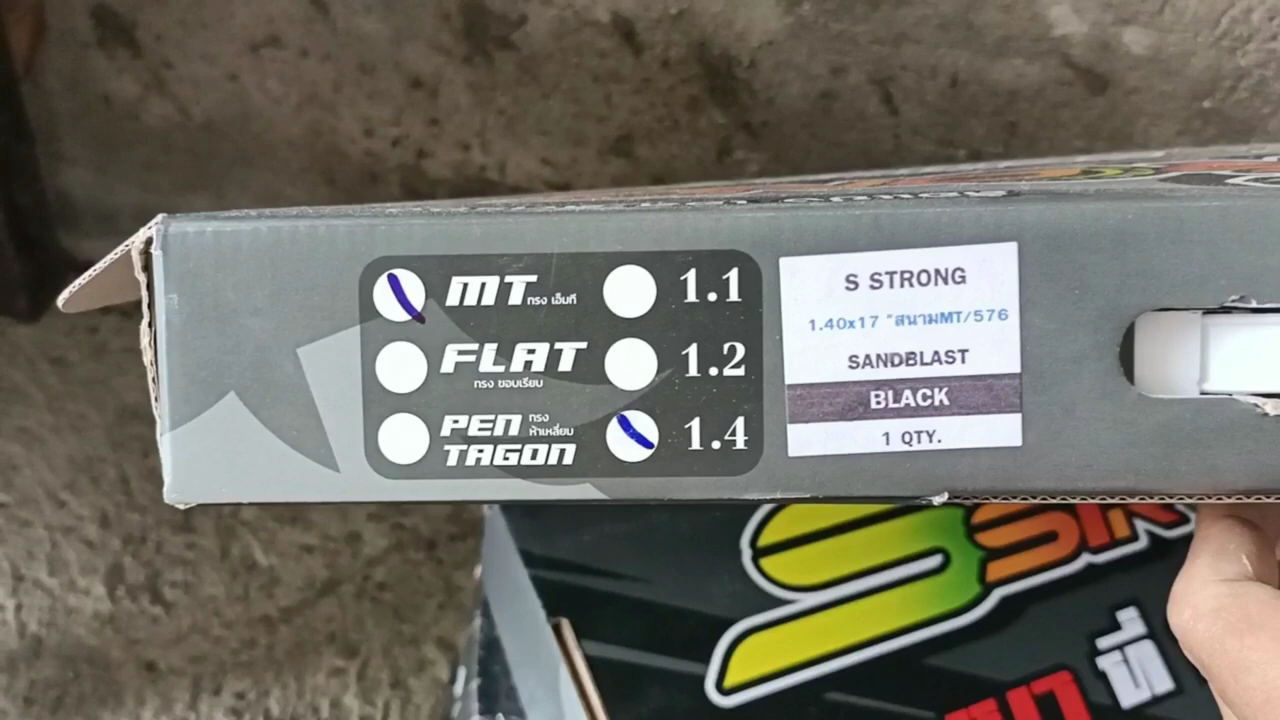 MT ทรง เอ็มที
1.1
FLAT
ทรง ขอบเรียบ
1.2
PEN TAGON
ทรง ห้าเหลี่ยม
1.4
S STRONG
1.40x17 "สนามMT/576
SANDBLAST
BLACK
1 QTY.